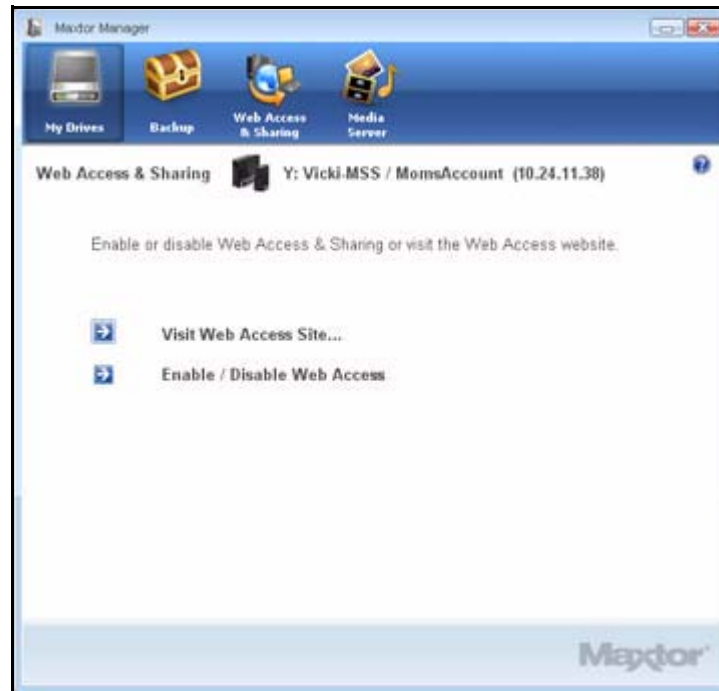 Maxtor Manager
My Drives
Backup
Web Access
& Sharing
Media
Server
Web Access & Sharing Y: Vicki-MSS / MomsAccount (10.24.11.38)
Enable or disable Web Access & Sharing or visit the Web Access website.
Visit Web Access Site...
Enable / Disable Web Access
Maxtor